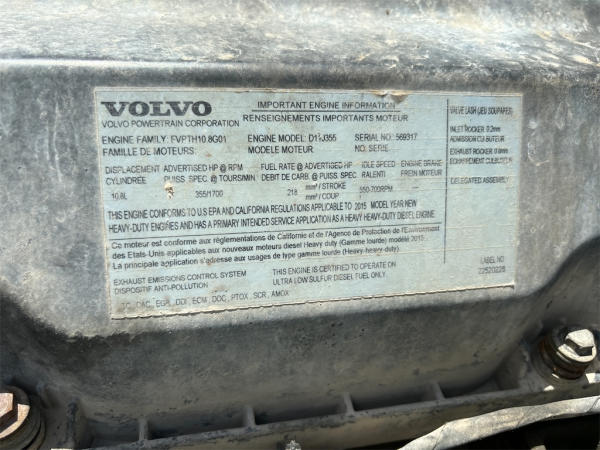 VOLVO
VOLVO POWERTRAIN CORPORATION
IMPORTANT ENGINE INFORMATION
RENSEIGNEMENTS IMPORTANTS MOTEUR
ENGINE FAMILY: FVPTH10.8G01 ENGINE MODEL: SERIAL NO: 569317
FAMILLE DE MOTEURS: MODELE MOTEUR: NO. SERIE:
DISPLACEMENT ADVERTISED HP @ RPM FUEL RATE @ ADVERTISED HP IDLE SPEED ENGINE BRAKE
CYLINDRÉE PUISS. SPEC. @ TOURS/MIN DEBIT DE CARB. @ PUISS. SPEC. RALENTI FREIN MOTEUR
10.8L 355/1700 218 mm³ / STROKE
mm³ / COUP 550-700RPM
THIS ENGINE CONFORMS TO U.S EPA AND CALIFORNIA REGULATIONS APPLICABLE TO 2015 MODEL YEAR NEW
HEAVY-DUTY ENGINES AND HAS A PRIMARY INTENDED SERVICE APPLICATION AS A HEAVY HEAVY-DUTY DIESEL ENGINE.
Ce moteur est conforme aux réglementations de Californie et de l'Agence de Protection de l'Environnement
des Etats-Unis applicables aux nouveaux moteurs diesel Heavy duty (Gamme lourde) modèle 2015.
La principale application s'adresse aux usages de type gamme lourde (Heavy-heavy-duty).
EXHAUST EMISSIONS CONTROL SYSTEM
DISPOSITIF ANTI-POLLUTION
THIS ENGINE IS CERTIFIED TO OPERATE ON
ULTRA LOW SULFUR DIESEL FUEL ONLY.
TC, CAC, EGR, DDI, ECM, DOC, PTOX, SCR, AMOX
VALVE LASH (JEU SOUPAPES)
INLET ROCKER 0.2mm
ADMISSION CULBUTEUR
EXHAUST ROCKER
ECHAPPEMENT CULBUTEUR
DELEGATED ASSEMBLY
LABEL NO
22520228